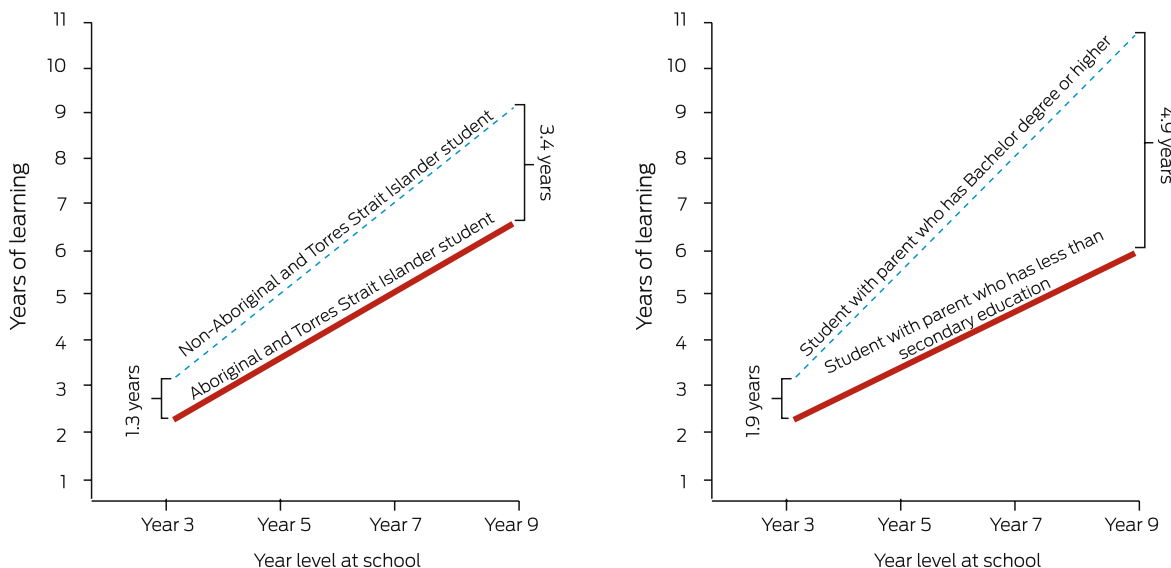 11
10
9
8
7
6
5
4
3
2
1
Years of learning
Non-Aboriginal and Torres Strait Islander student
Aboriginal and Torres Strait Islander student
1.3 years
3.4 years
Year 3
Year 5
Year 7
Year 9
Year level at school
11
10
9
8
7
6
5
4
3
2
1
Years of learning
Student with parent who has Bachelor degree or higher
Student with parent who has less than
secondary education
1.9 years
4.9 years
Year 3
Year 5
Year 7
Year 9
Year level at school